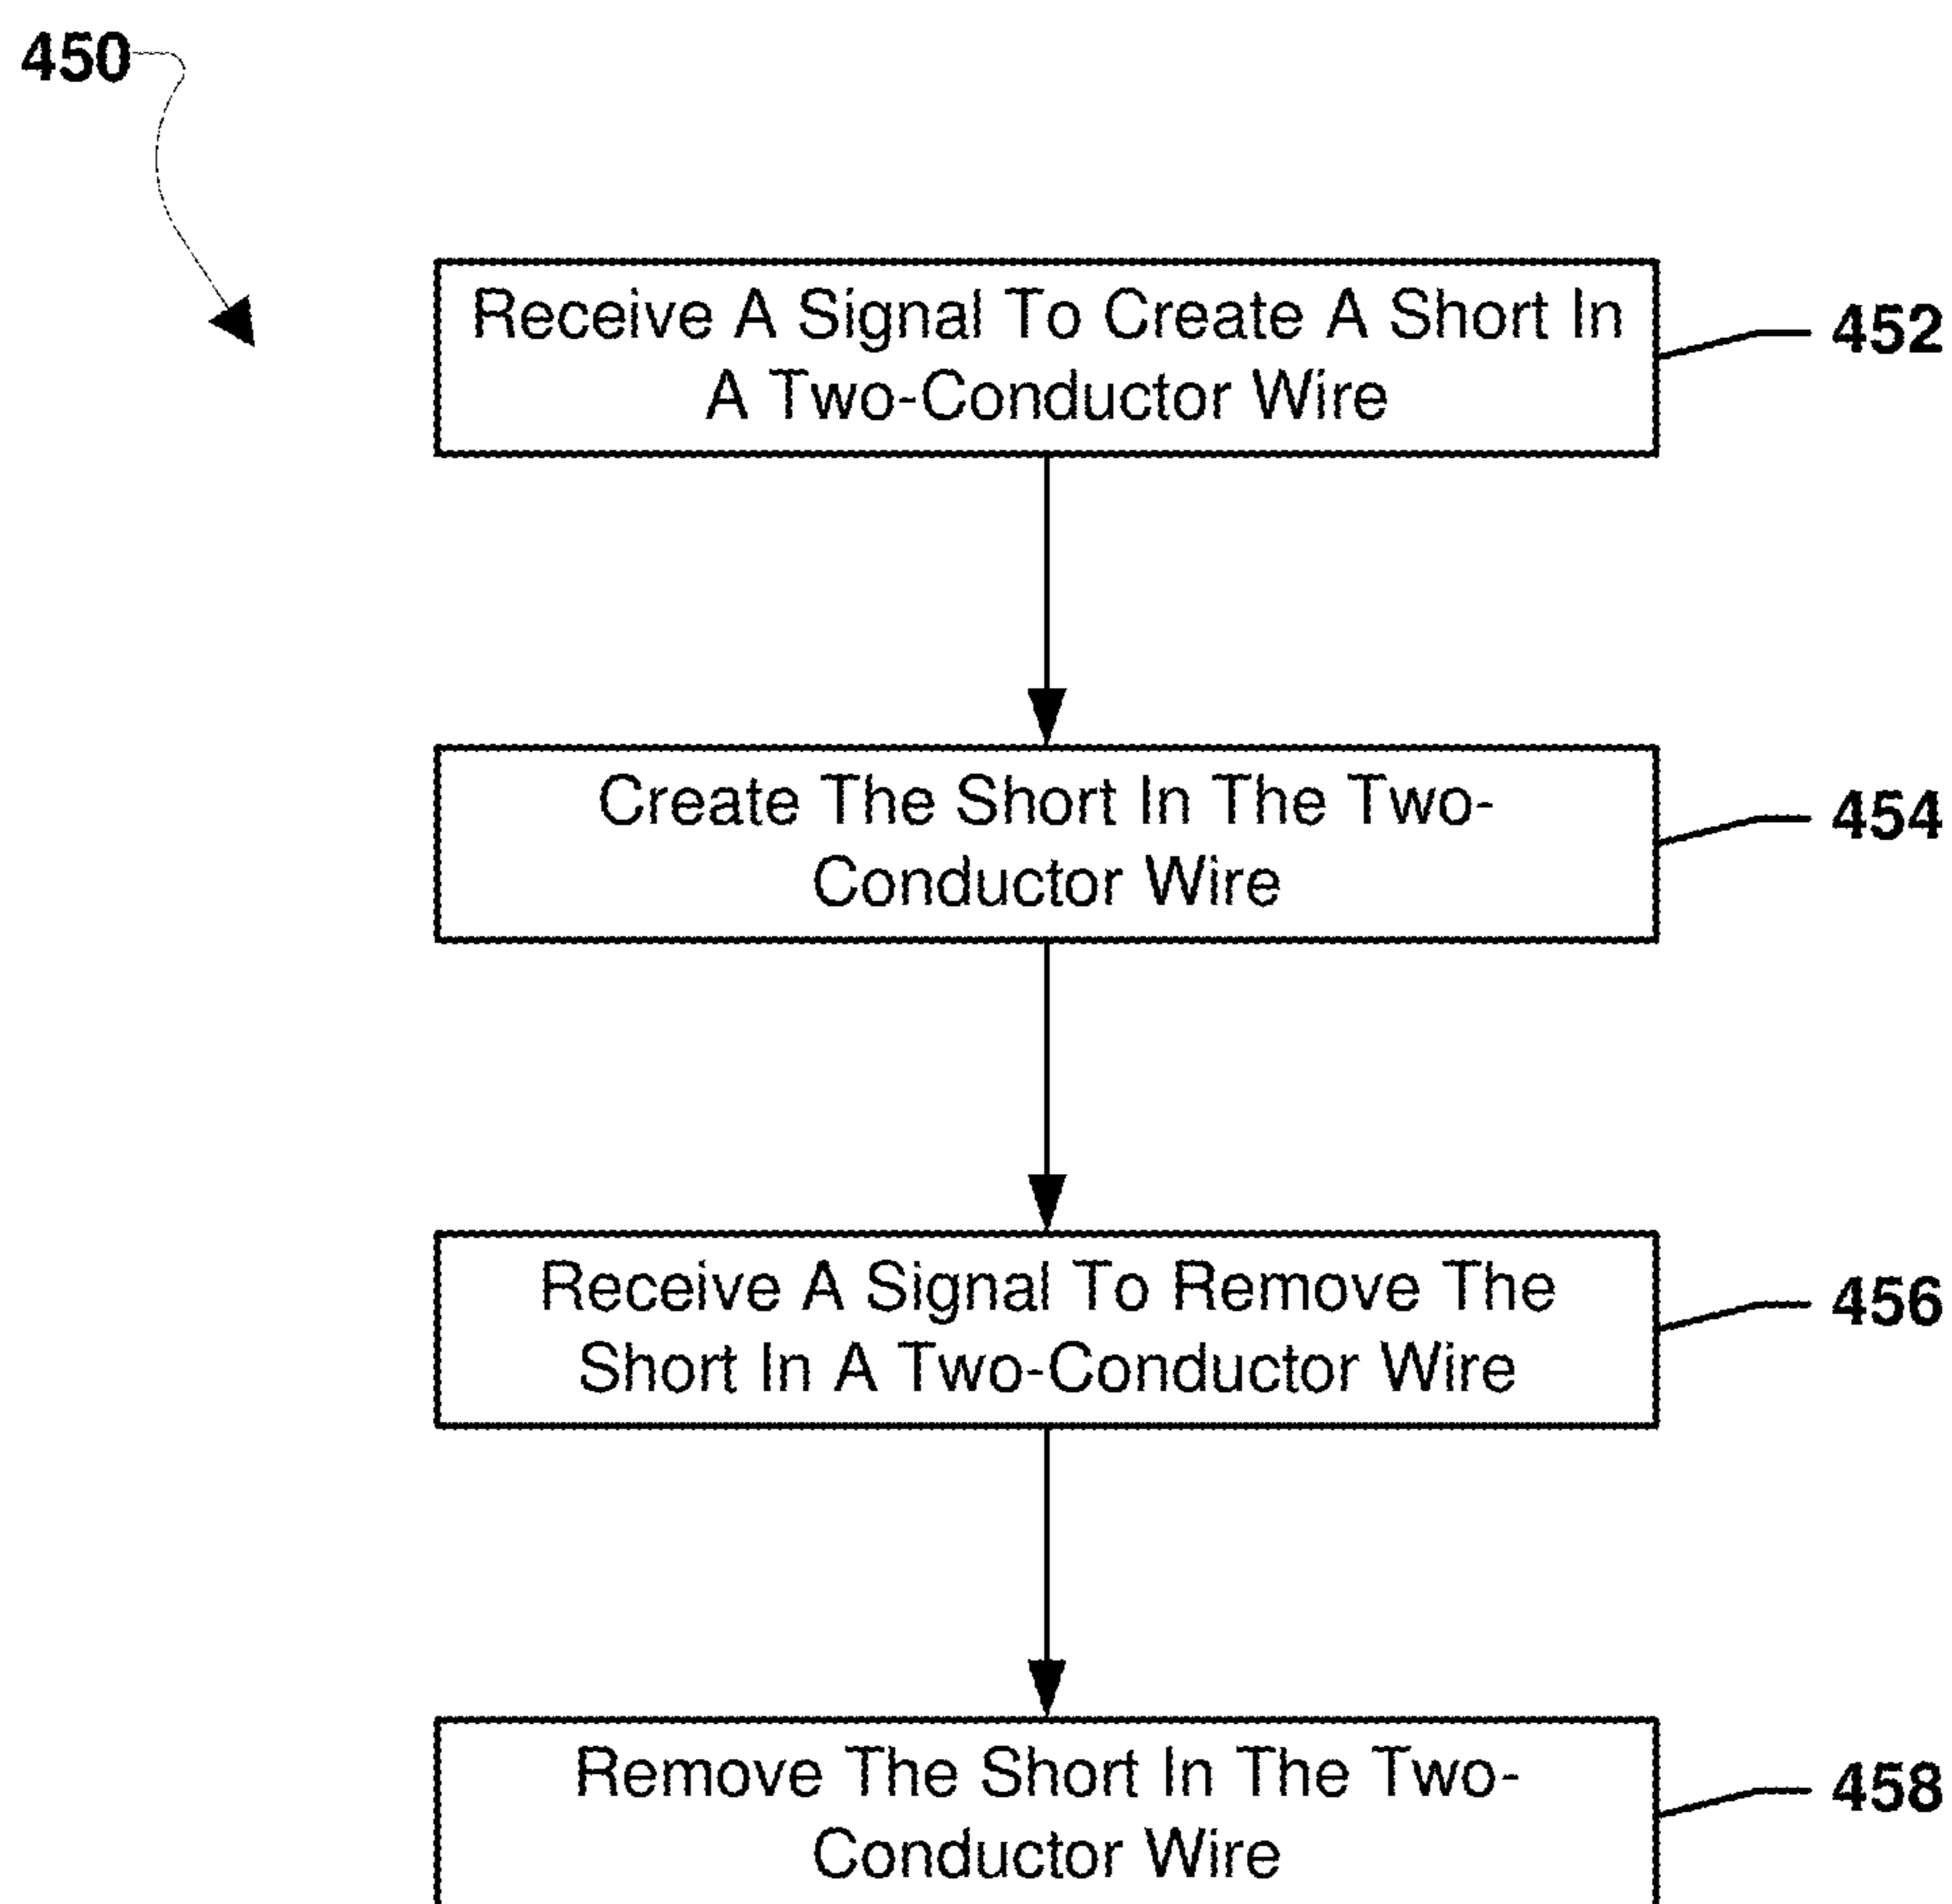 450
Receive A Signal To Create A Short In
A Two-Conductor Wire
452
Create The Short In The Two-
Conductor Wire
454
Receive A Signal To Remove The
Short In A Two-Conductor Wire
456
Remove The Short In The Two-
Conductor Wire
458